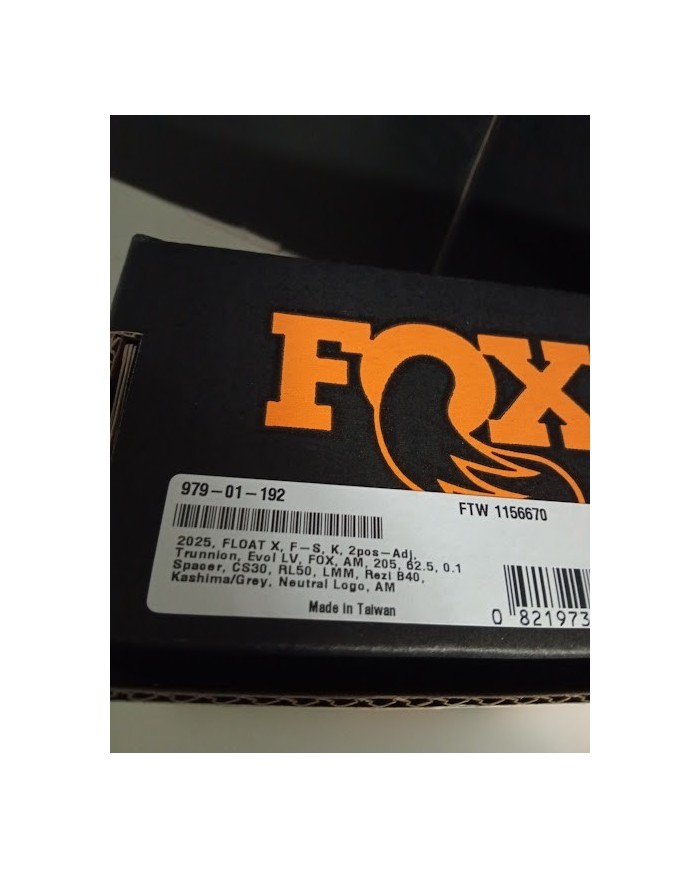 FOX
979-01-192
FTW 1156670
2025, FLOAT X, F-S, K, 2pos-Adj,
Trunnion, Evol LV, FOX, AM, 205, 62.5, 0.1
Spacer, CS30, RL50, LMM, Rezi B40,
Kashima/Grey, Neutral Logo, AM
Made in Taiwan
0 821973